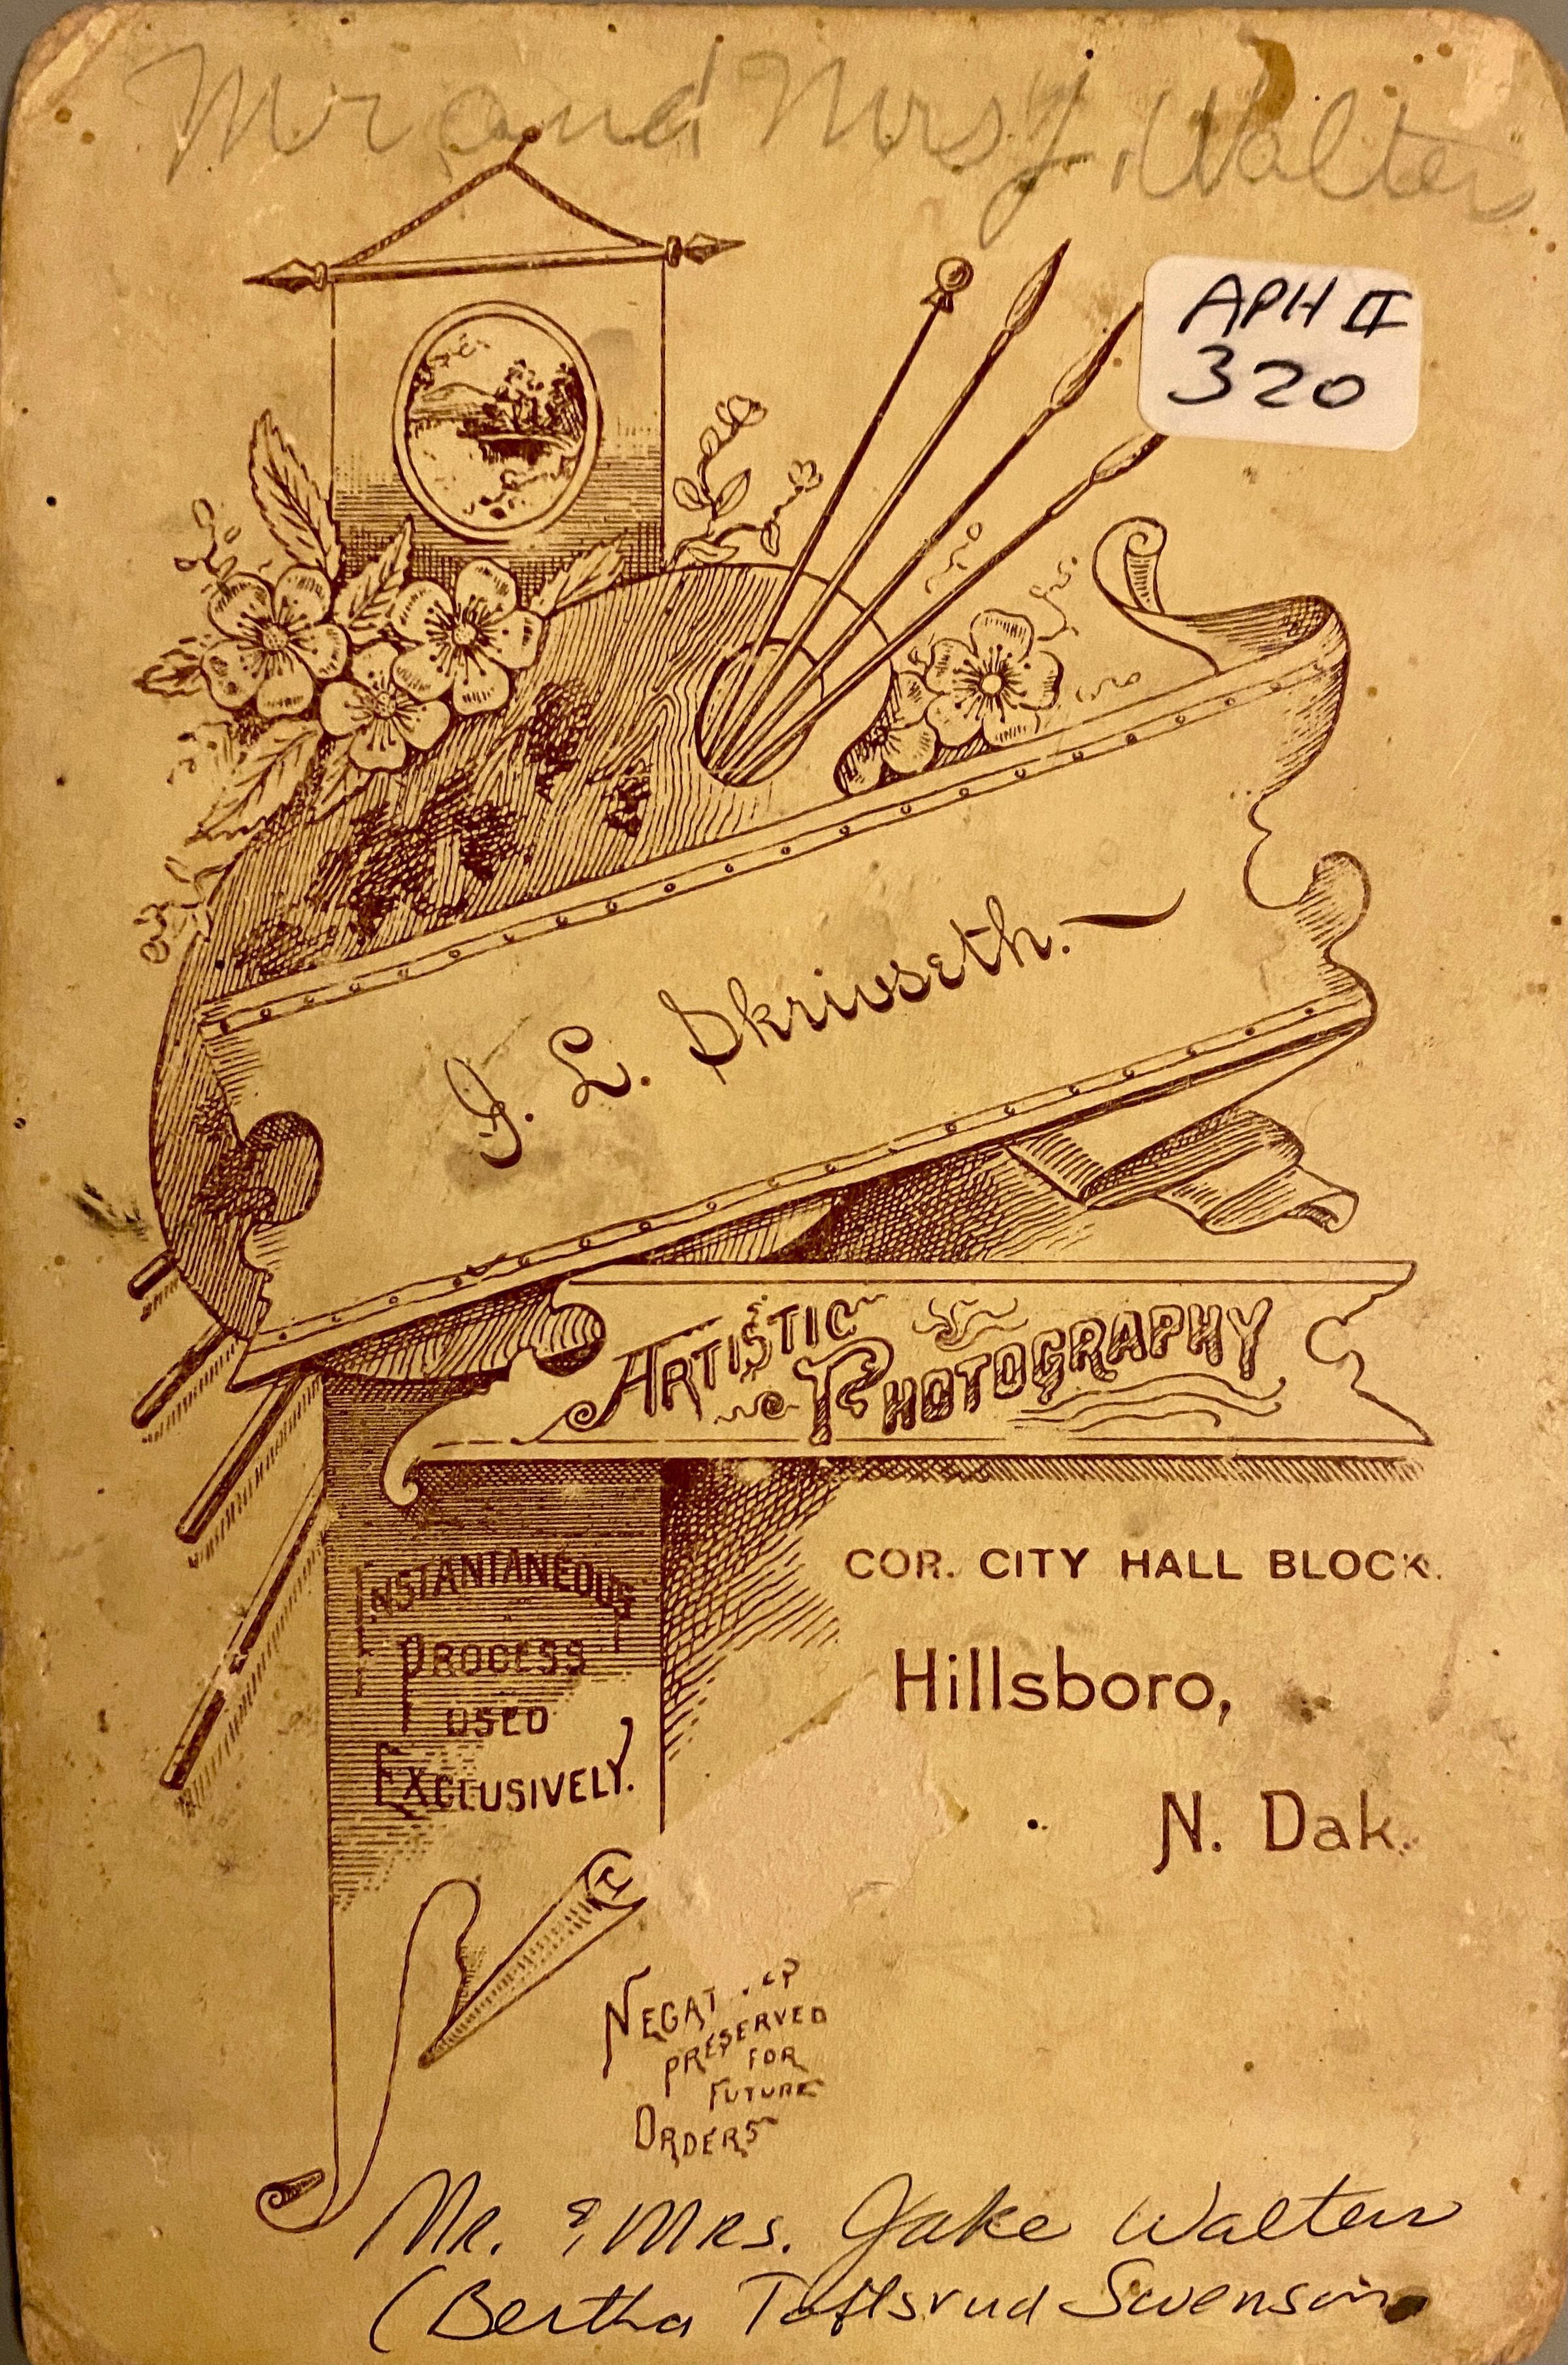 Mr and Mrs J. Walter
APH II
320
J. L. Skrivseth.
ARTISTIC
PHOTOGRAPHY
INSTANTANEOUS
PROCESS
USED
EXCLUSIVELY.
COR. CITY HALL BLOCK.
Hillsboro,
N. Dak.
PRESERVED
FOR
FUTURE
ORDERS
Mr. & Mrs. Jake Walter
(Bertha Toftsrud Swenson